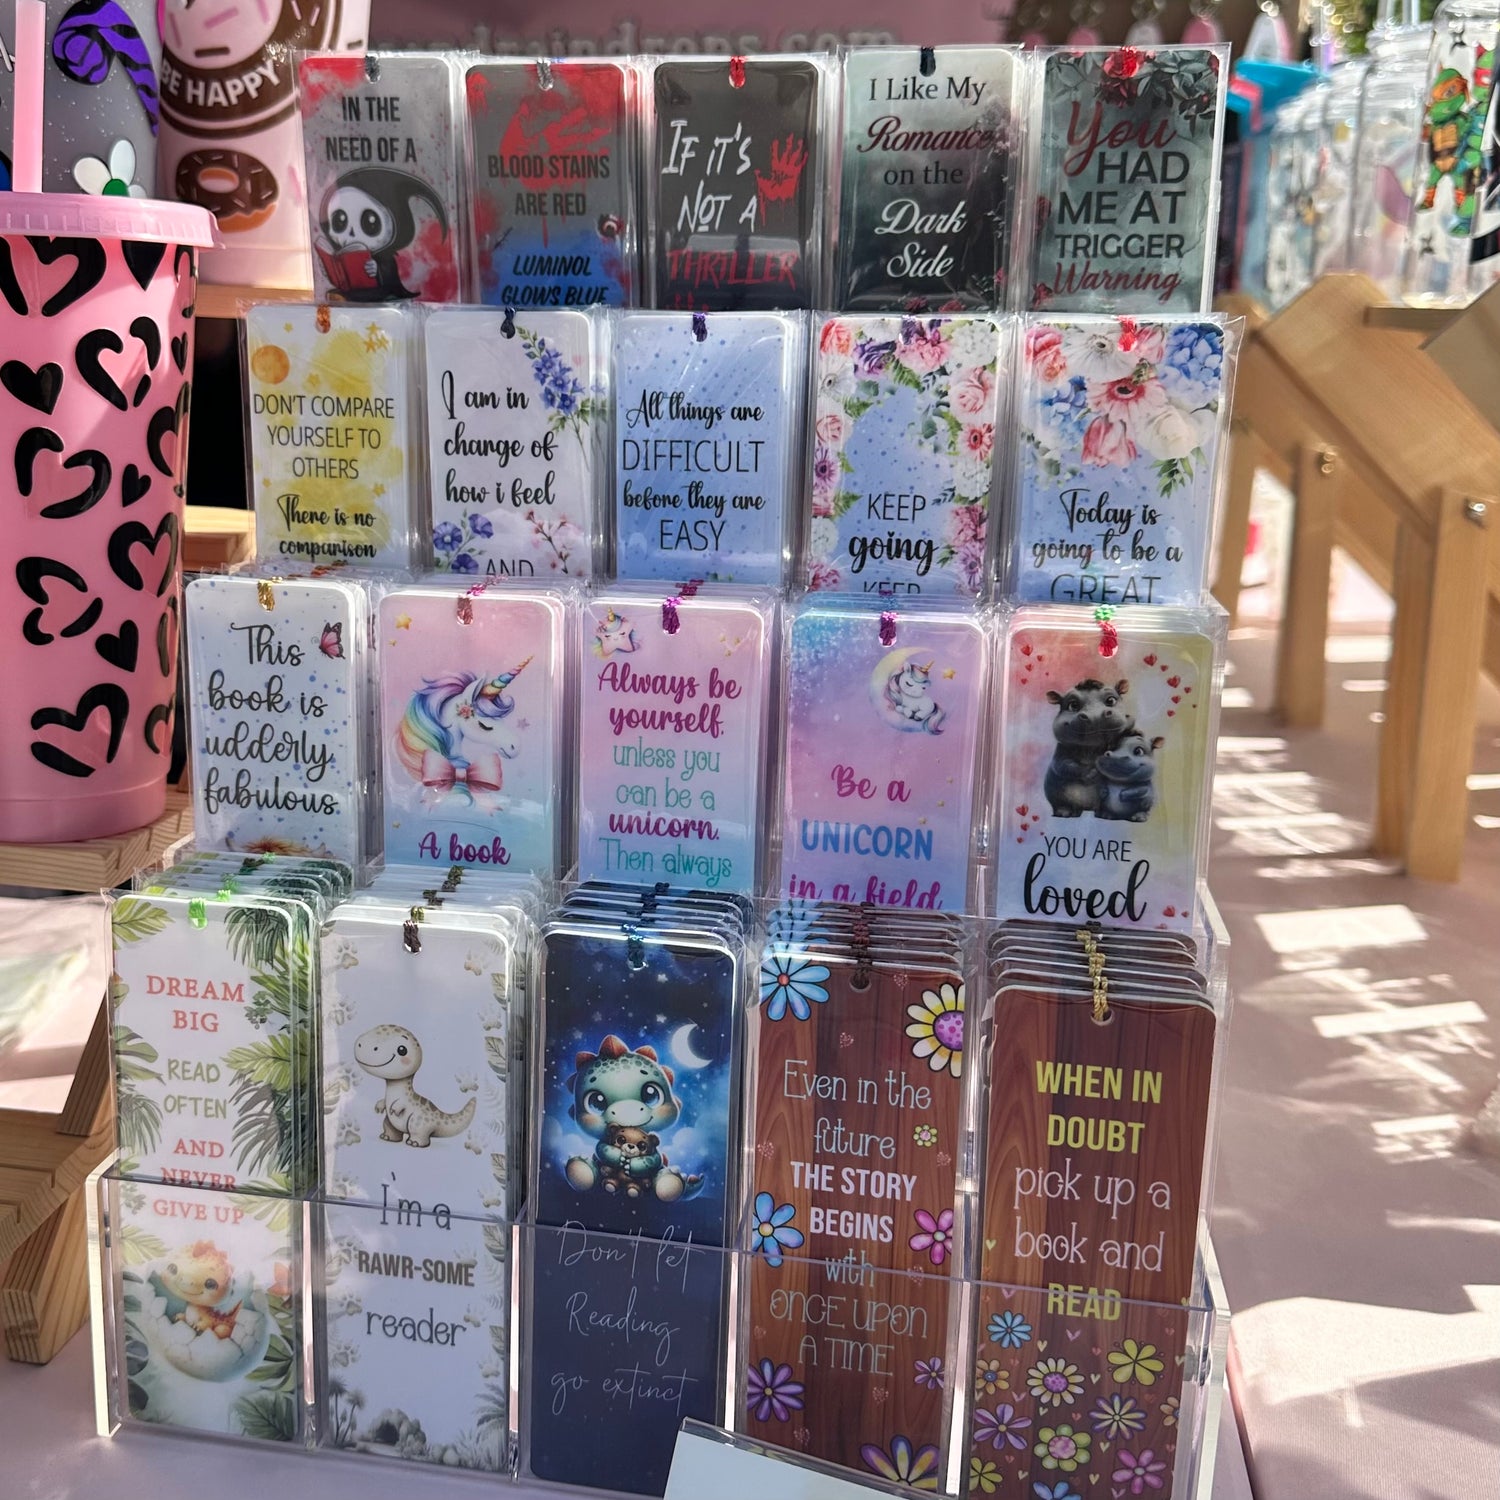 BE HAPPY
IN THE
NEED OF A
BLOOD STAINS
ARE RED
LUMINOL
GLOWS BLUE
IF IT'S
NOT A
THRILLER
I Like My
Romance
on the
Dark
Side
You
HAD
ME AT
TRIGGER
Warning
DON'T COMPARE
YOURSELF TO
OTHERS
There is no
comparison
I am in
change of
how i feel
AND
All things are
DIFFICULT
before they are
EASY
KEEP
going
KEEP
Today is
going to be a
GREAT
This
book is
udderly
fabulous
A book
Always be
yourself.
unless you
can be a
unicorn.
Then always
Be a
UNICORN
in a field
YOU ARE
loved
DREAM
BIG
READ
OFTEN
AND
NEVER
GIVE UP
I'm a
RAWR-SOME
reader
Don't let
Reading
go extinct
Even in the
future
THE STORY
BEGINS
with
ONCE UPON
A TIME
WHEN IN
DOUBT
pick up a
book and
READ